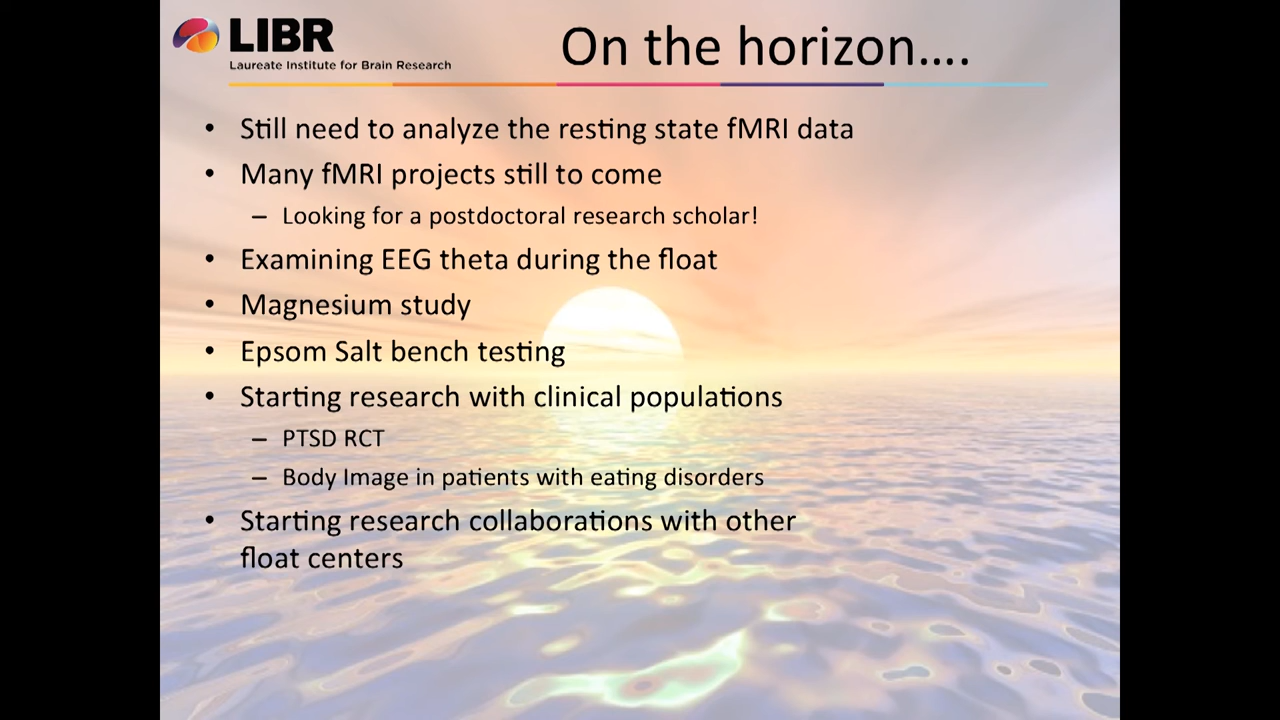 LIBR
Laureate Institute for Brain Research
On the horizon....
• Still need to analyze the resting state fMRI data
• Many fMRI projects still to come
– Looking for a postdoctoral research scholar!
• Examining EEG theta during the float
• Magnesium study
• Epsom Salt bench testing
• Starting research with clinical populations
– PTSD RCT
– Body Image in patients with eating disorders
• Starting research collaborations with other
float centers